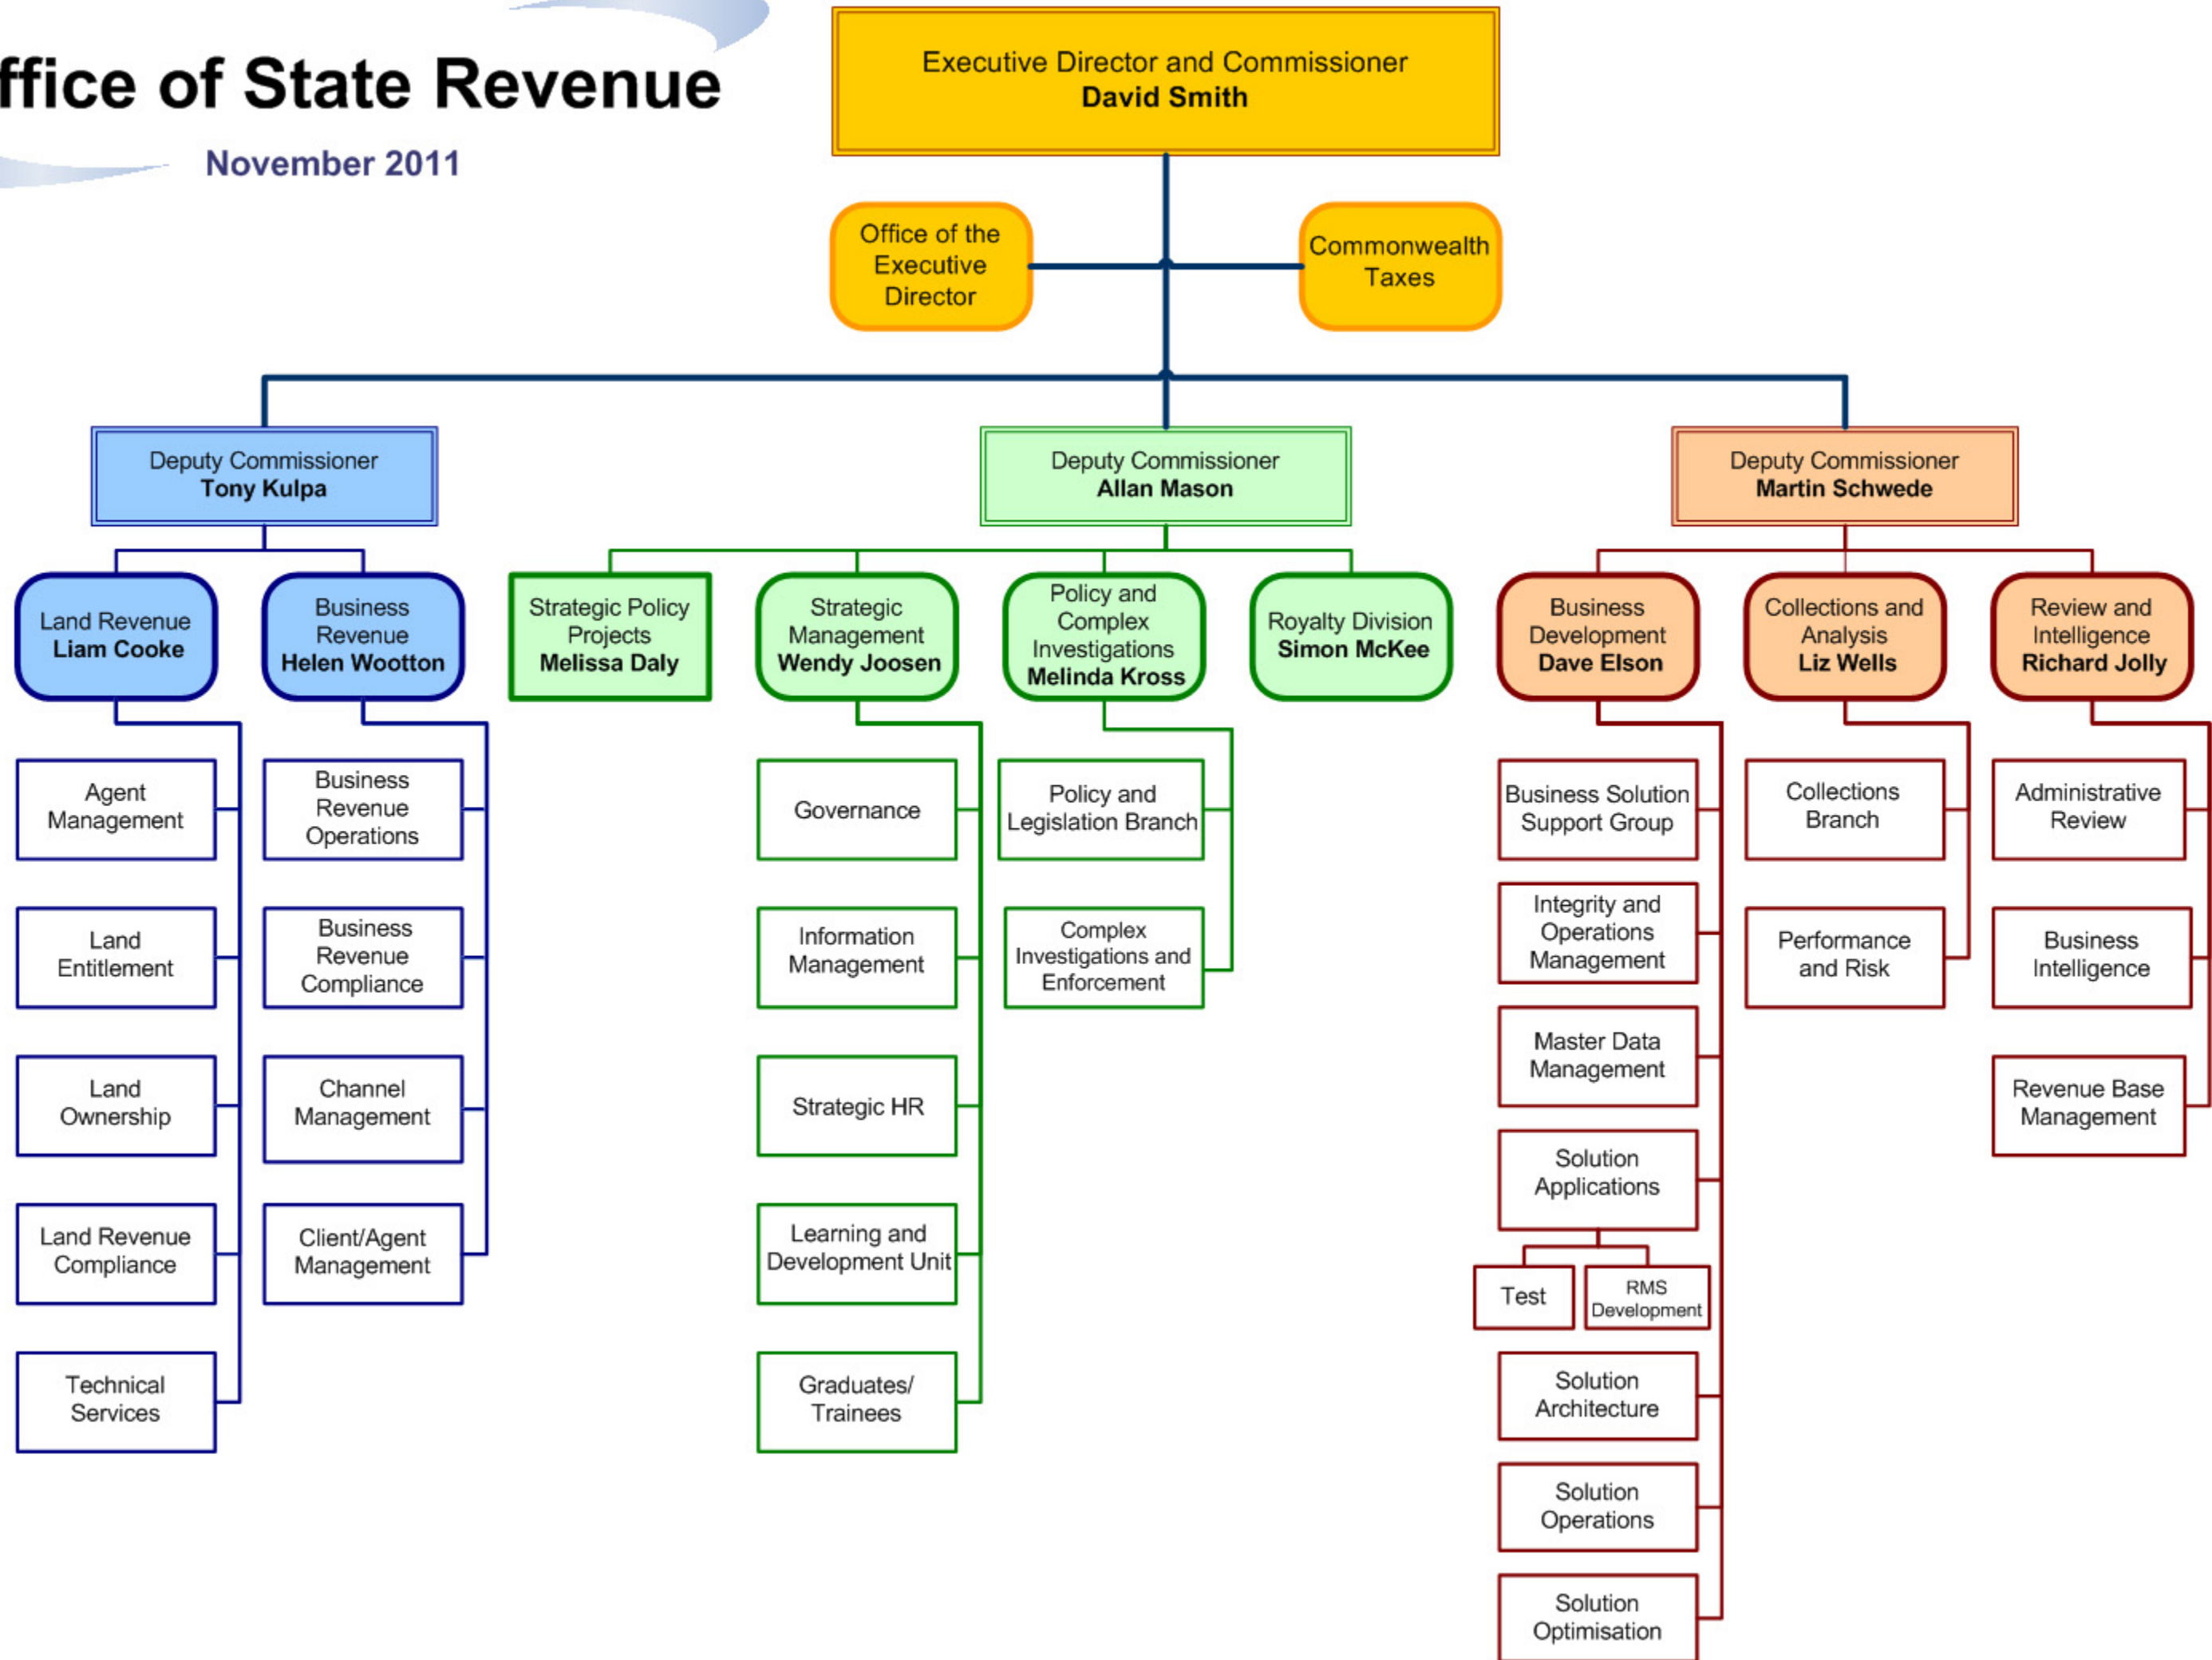 ffice of State Revenue
November 2011
Executive Director and Commissioner
David Smith
Office of the
Executive
Director
Commonwealth
Taxes
Deputy Commissioner
Tony Kulpa
Deputy Commissioner
Allan Mason
Deputy Commissioner
Martin Schwede
Land Revenue
Liam Cooke
Business
Revenue
Helen Wootton
Strategic Policy
Projects
Melissa Daly
Strategic
Management
Wendy Joosen
Policy and
Complex
Investigations
Melinda Kross
Royalty Division
Simon McKee
Business
Development
Dave Elson
Collections and
Analysis
Liz Wells
Review and
Intelligence
Richard Jolly
Agent
Management
Land
Entitlement
Land
Ownership
Land Revenue
Compliance
Technical
Services
Business
Revenue
Operations
Business
Revenue
Compliance
Channel
Management
Client/Agent
Management
Governance
Information
Management
Strategic HR
Learning and
Development Unit
Graduates/
Trainees
Policy and
Legislation Branch
Complex
Investigations and
Enforcement
Business Solution
Support Group
Integrity and
Operations
Management
Master Data
Management
Solution
Applications
Test
RMS
Development
Solution
Architecture
Solution
Operations
Solution
Optimisation
Collections
Branch
Performance
and Risk
Administrative
Review
Business
Intelligence
Revenue Base
Management